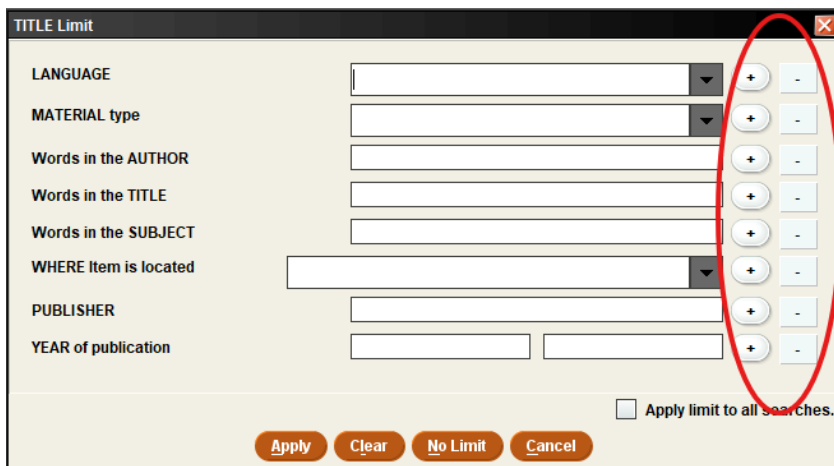 TITLE Limit
LANGUAGE + -
MATERIAL type + -
Words in the AUTHOR + -
Words in the TITLE + -
Words in the SUBJECT + -
WHERE Item is located + -
PUBLISHER + -
YEAR of publication + -
Apply limit to all searches.
Apply Clear No Limit Cancel